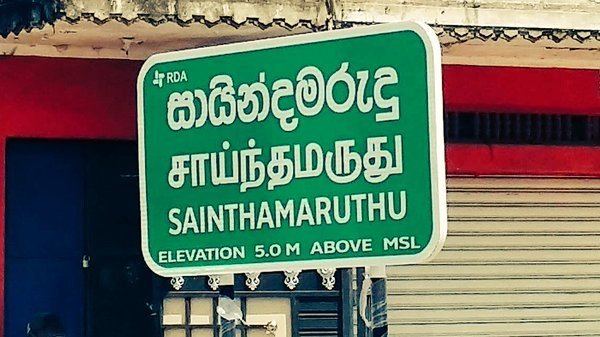 RDA
සායින්දමරුදු
சாய்ந்தமருது
SAINTHAMARUTHU
ELEVATION 5.0 M ABOVE MSL